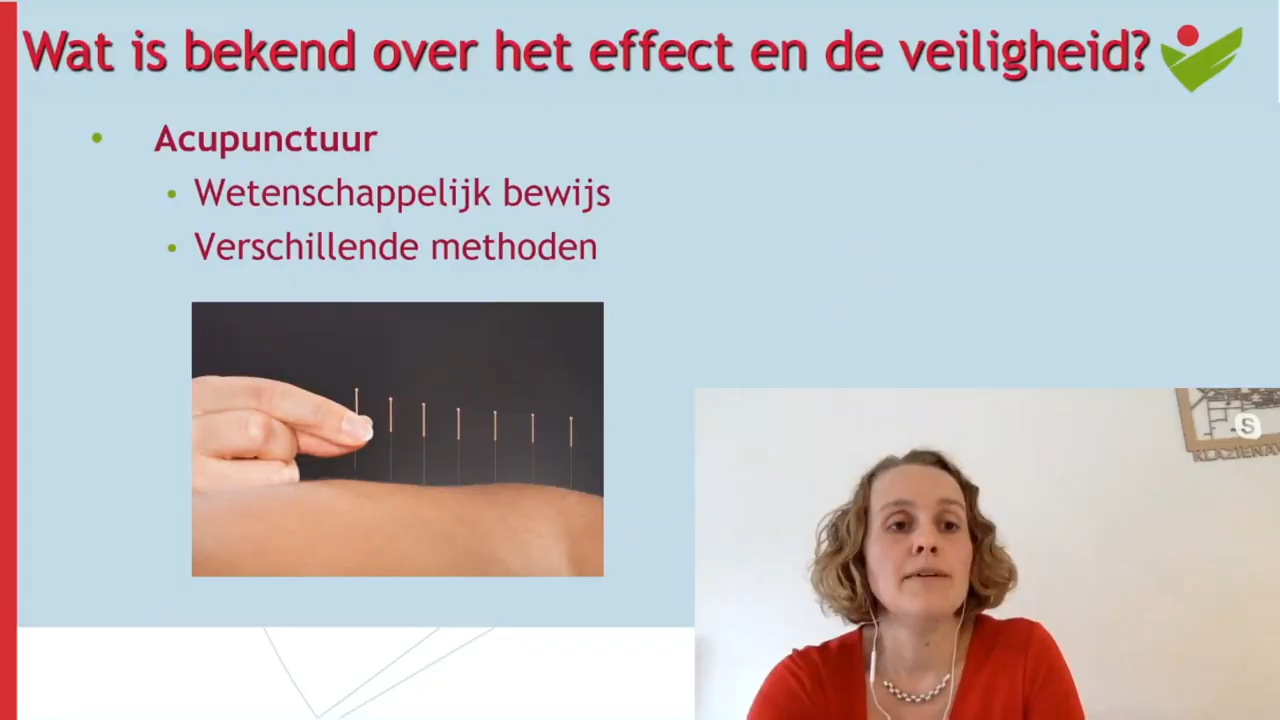 Wat is bekend over het effect en de veiligheid?
• Acupunctuur
• Wetenschappelijk bewijs
• Verschillende methoden
S